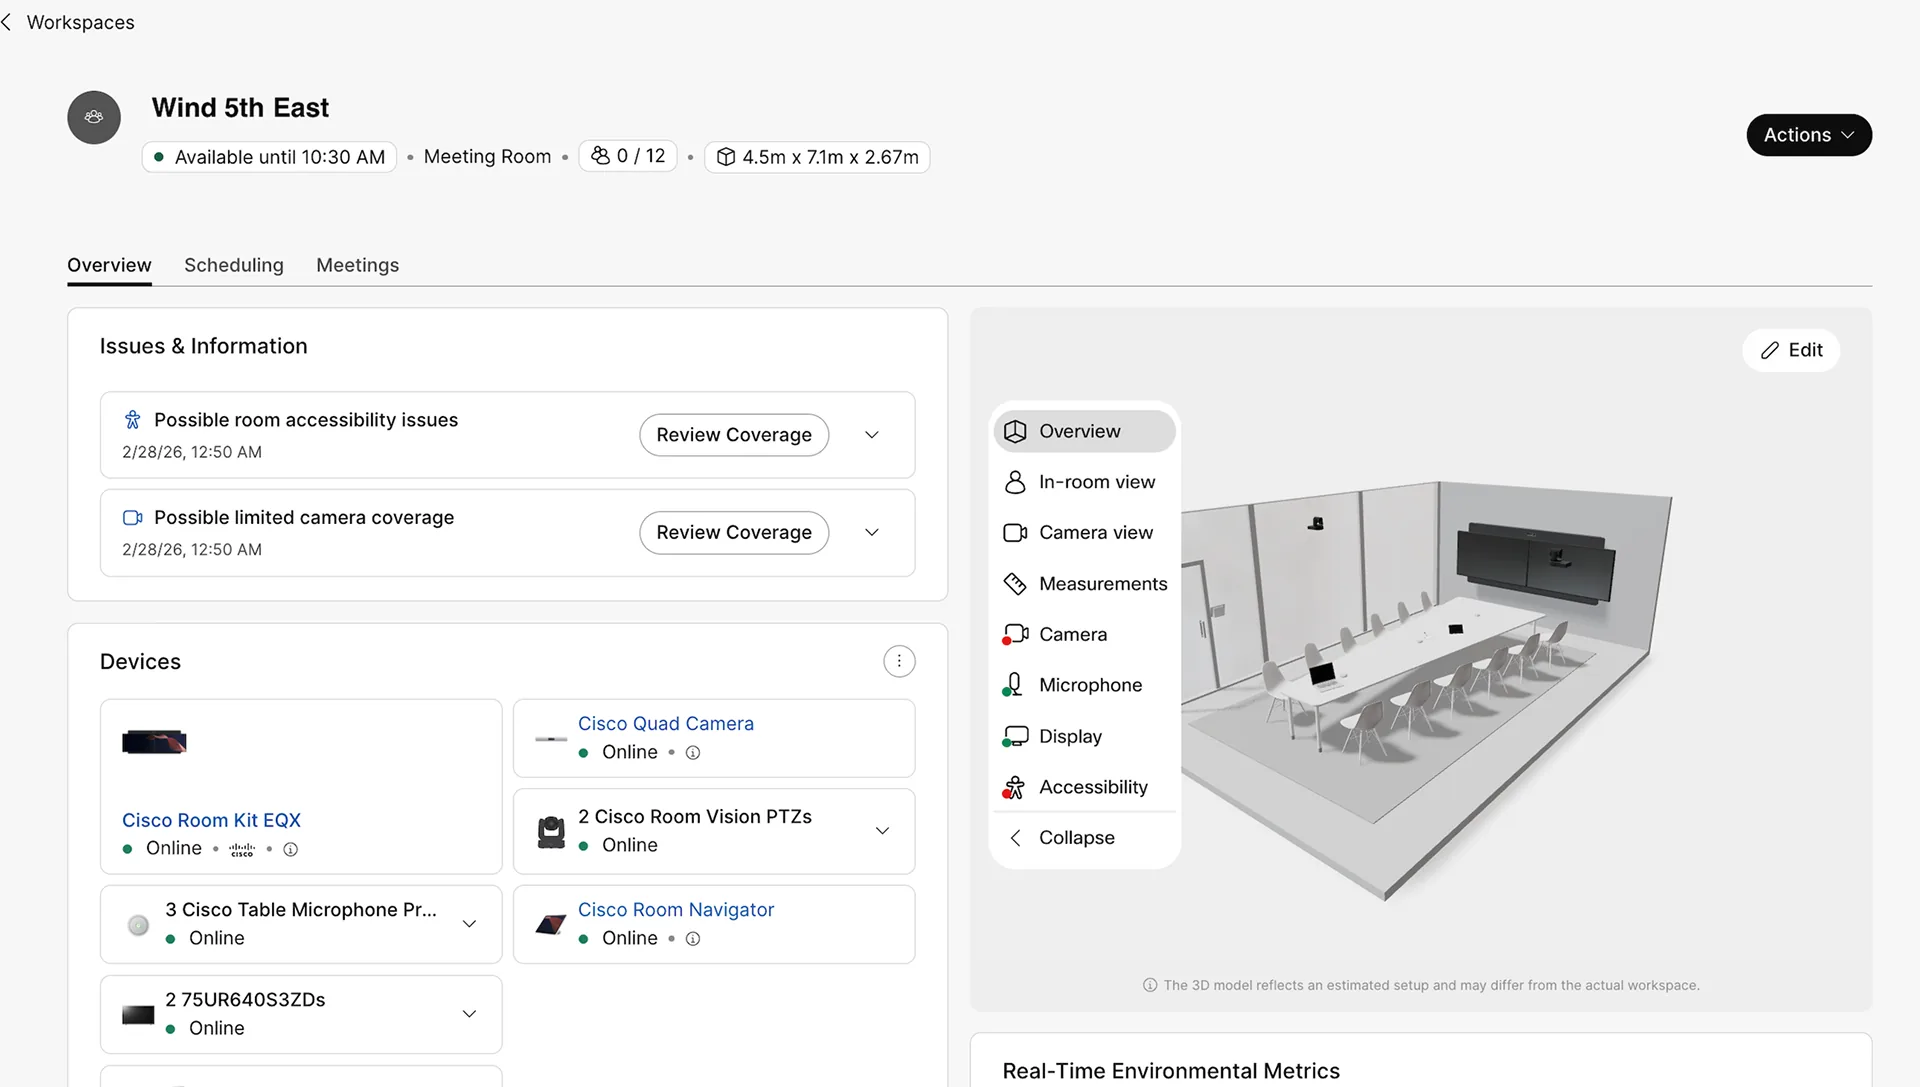 Workspaces
Wind 5th East
Available until 10:30 AM • Meeting Room • 0 / 12 • 4.5m x 7.1m x 2.67m
Actions
Overview
Scheduling
Meetings
Issues & Information
Possible room accessibility issues
2/28/26, 12:50 AM
Review Coverage
Possible limited camera coverage
2/28/26, 12:50 AM
Review Coverage
Devices
Cisco Room Kit EQX
Online • CISCO •
Cisco Quad Camera
Online •
2 Cisco Room Vision PTZs
Online
3 Cisco Table Microphone Pr...
Online
Cisco Room Navigator
Online •
2 75UR640S3ZDs
Online
Edit
Overview
In-room view
Camera view
Measurements
Camera
Microphone
Display
Accessibility
Collapse
The 3D model reflects an estimated setup and may differ from the actual workspace.
Real-Time Environmental Metrics